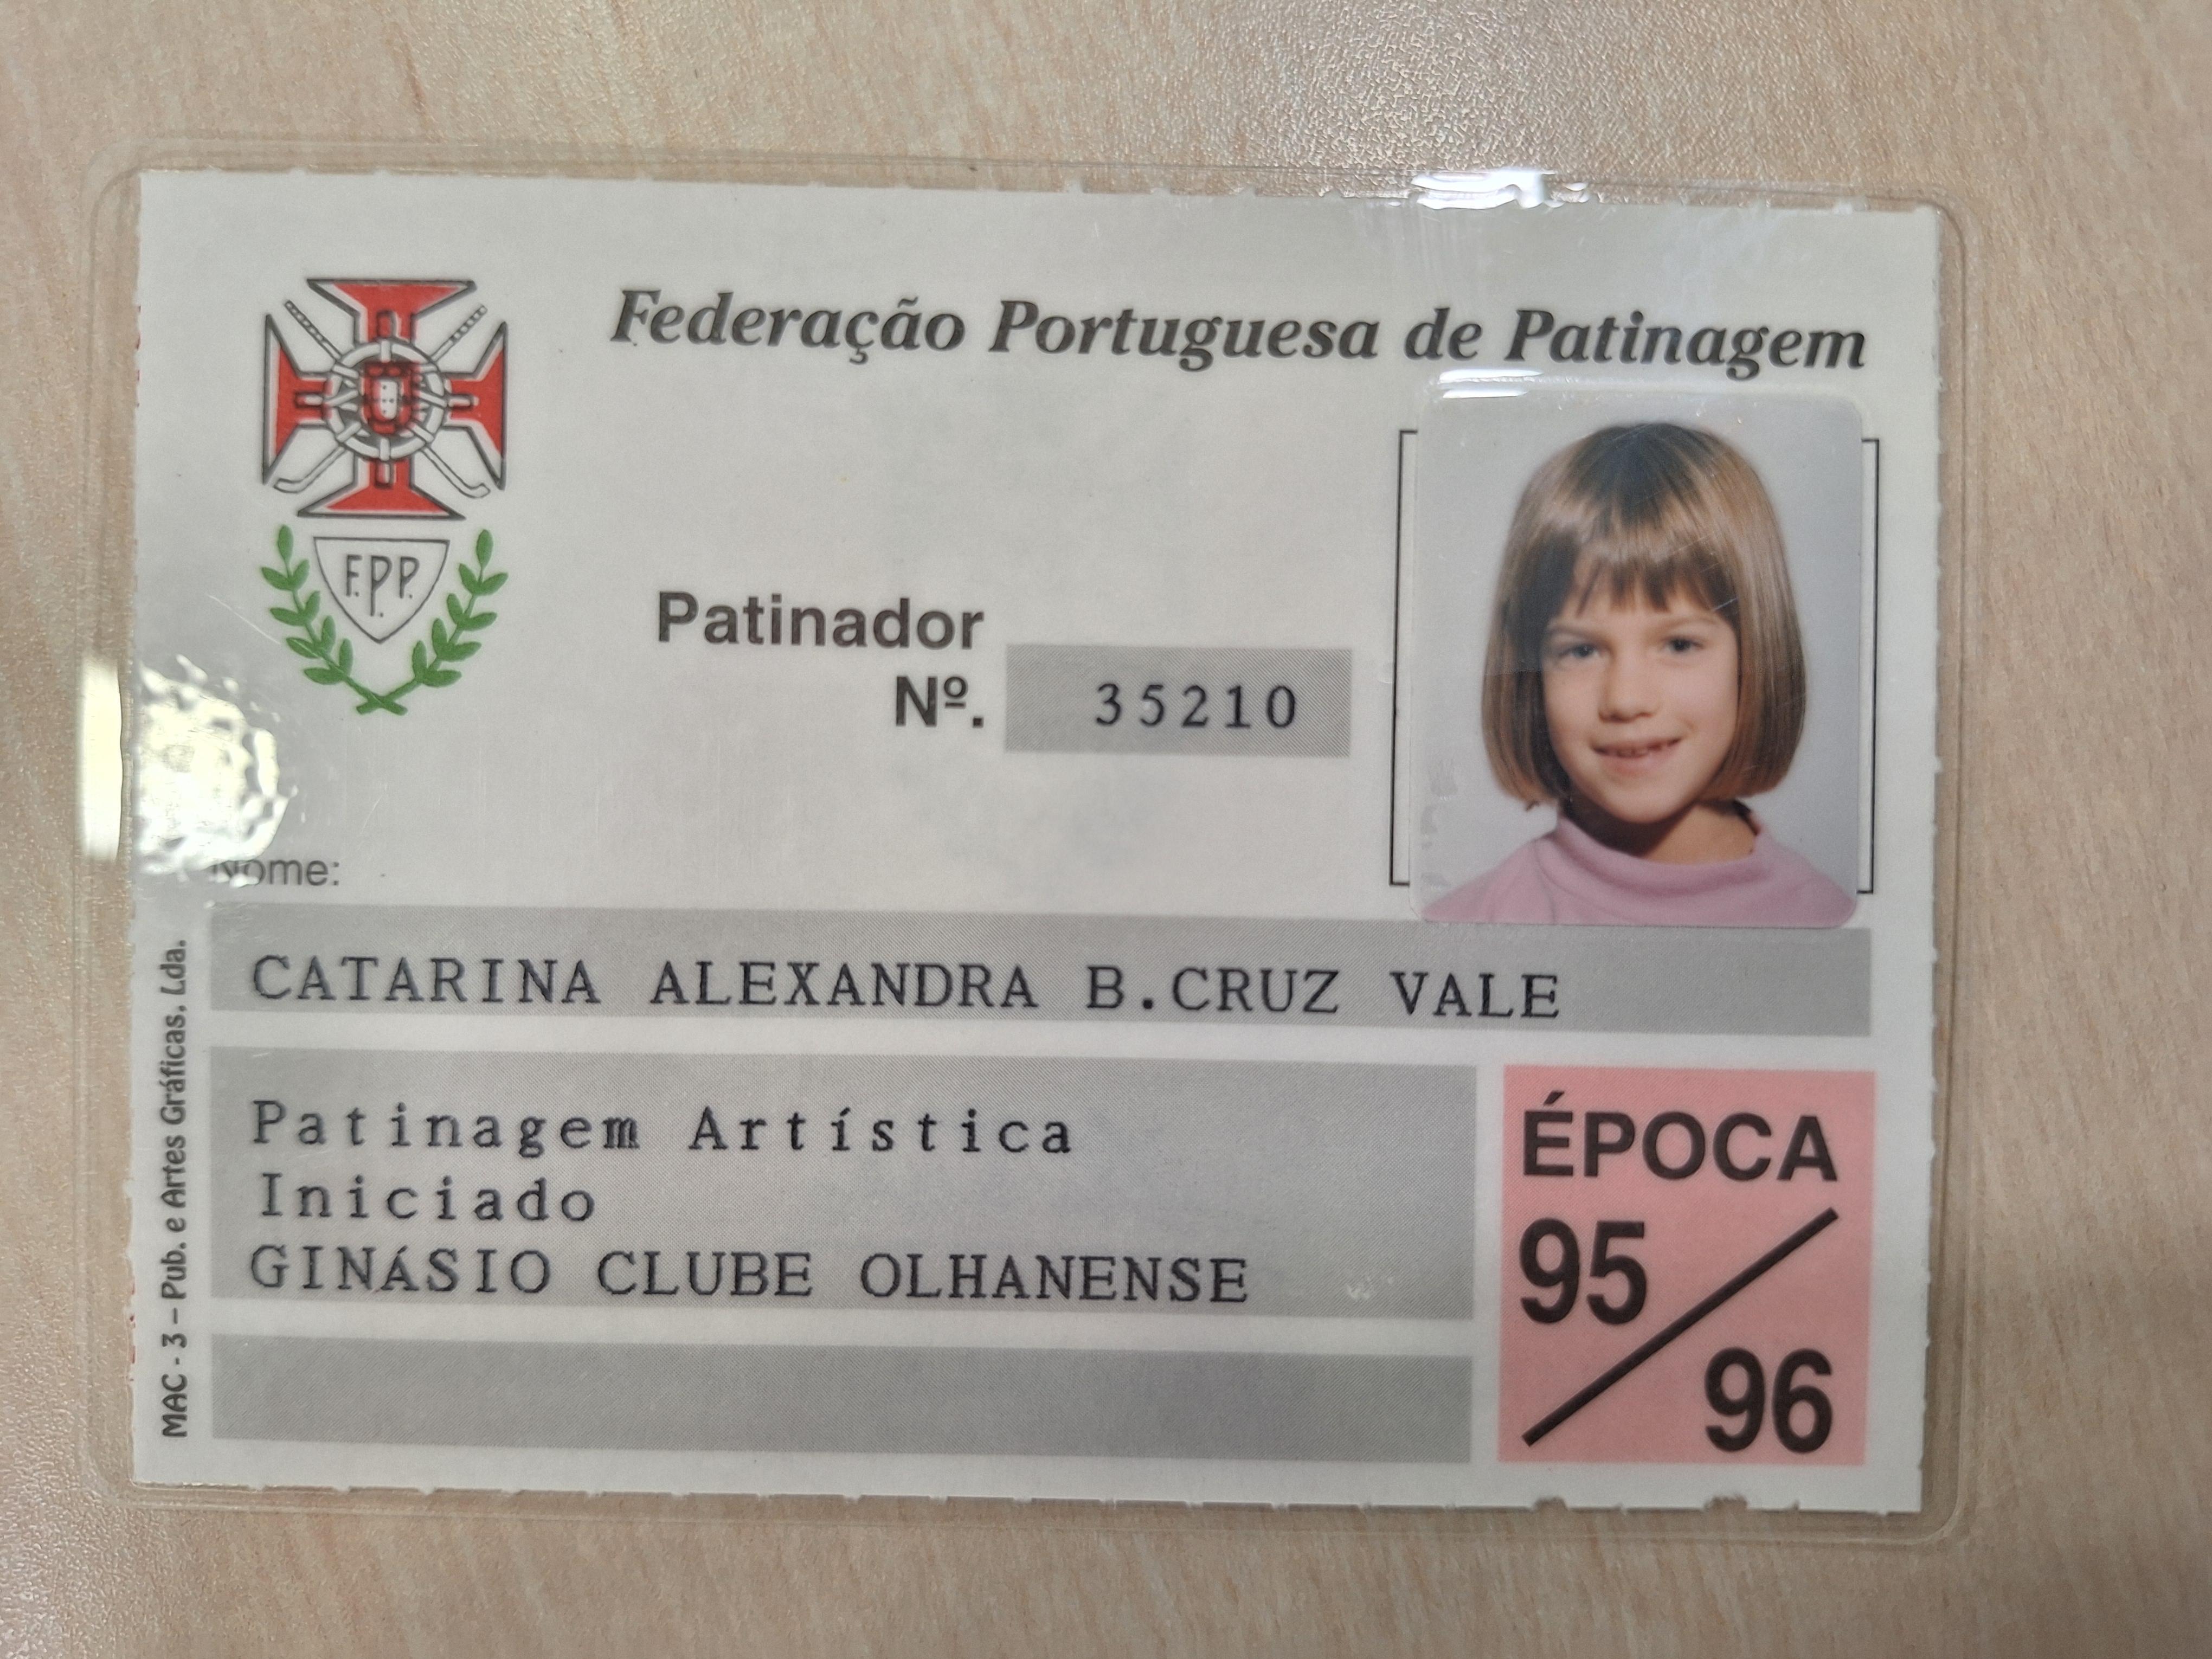 Federação Portuguesa de Patinagem
F.P.P.
Patinador
Nº. 35210
Nome:
CATARINA ALEXANDRA B.CRUZ VALE
Patinagem Artística
Iniciado
GINÁSIO CLUBE OLHANENSE
ÉPOCA
95/96
MAC - 3 – Pub. e Artes Gráficas, Lda.